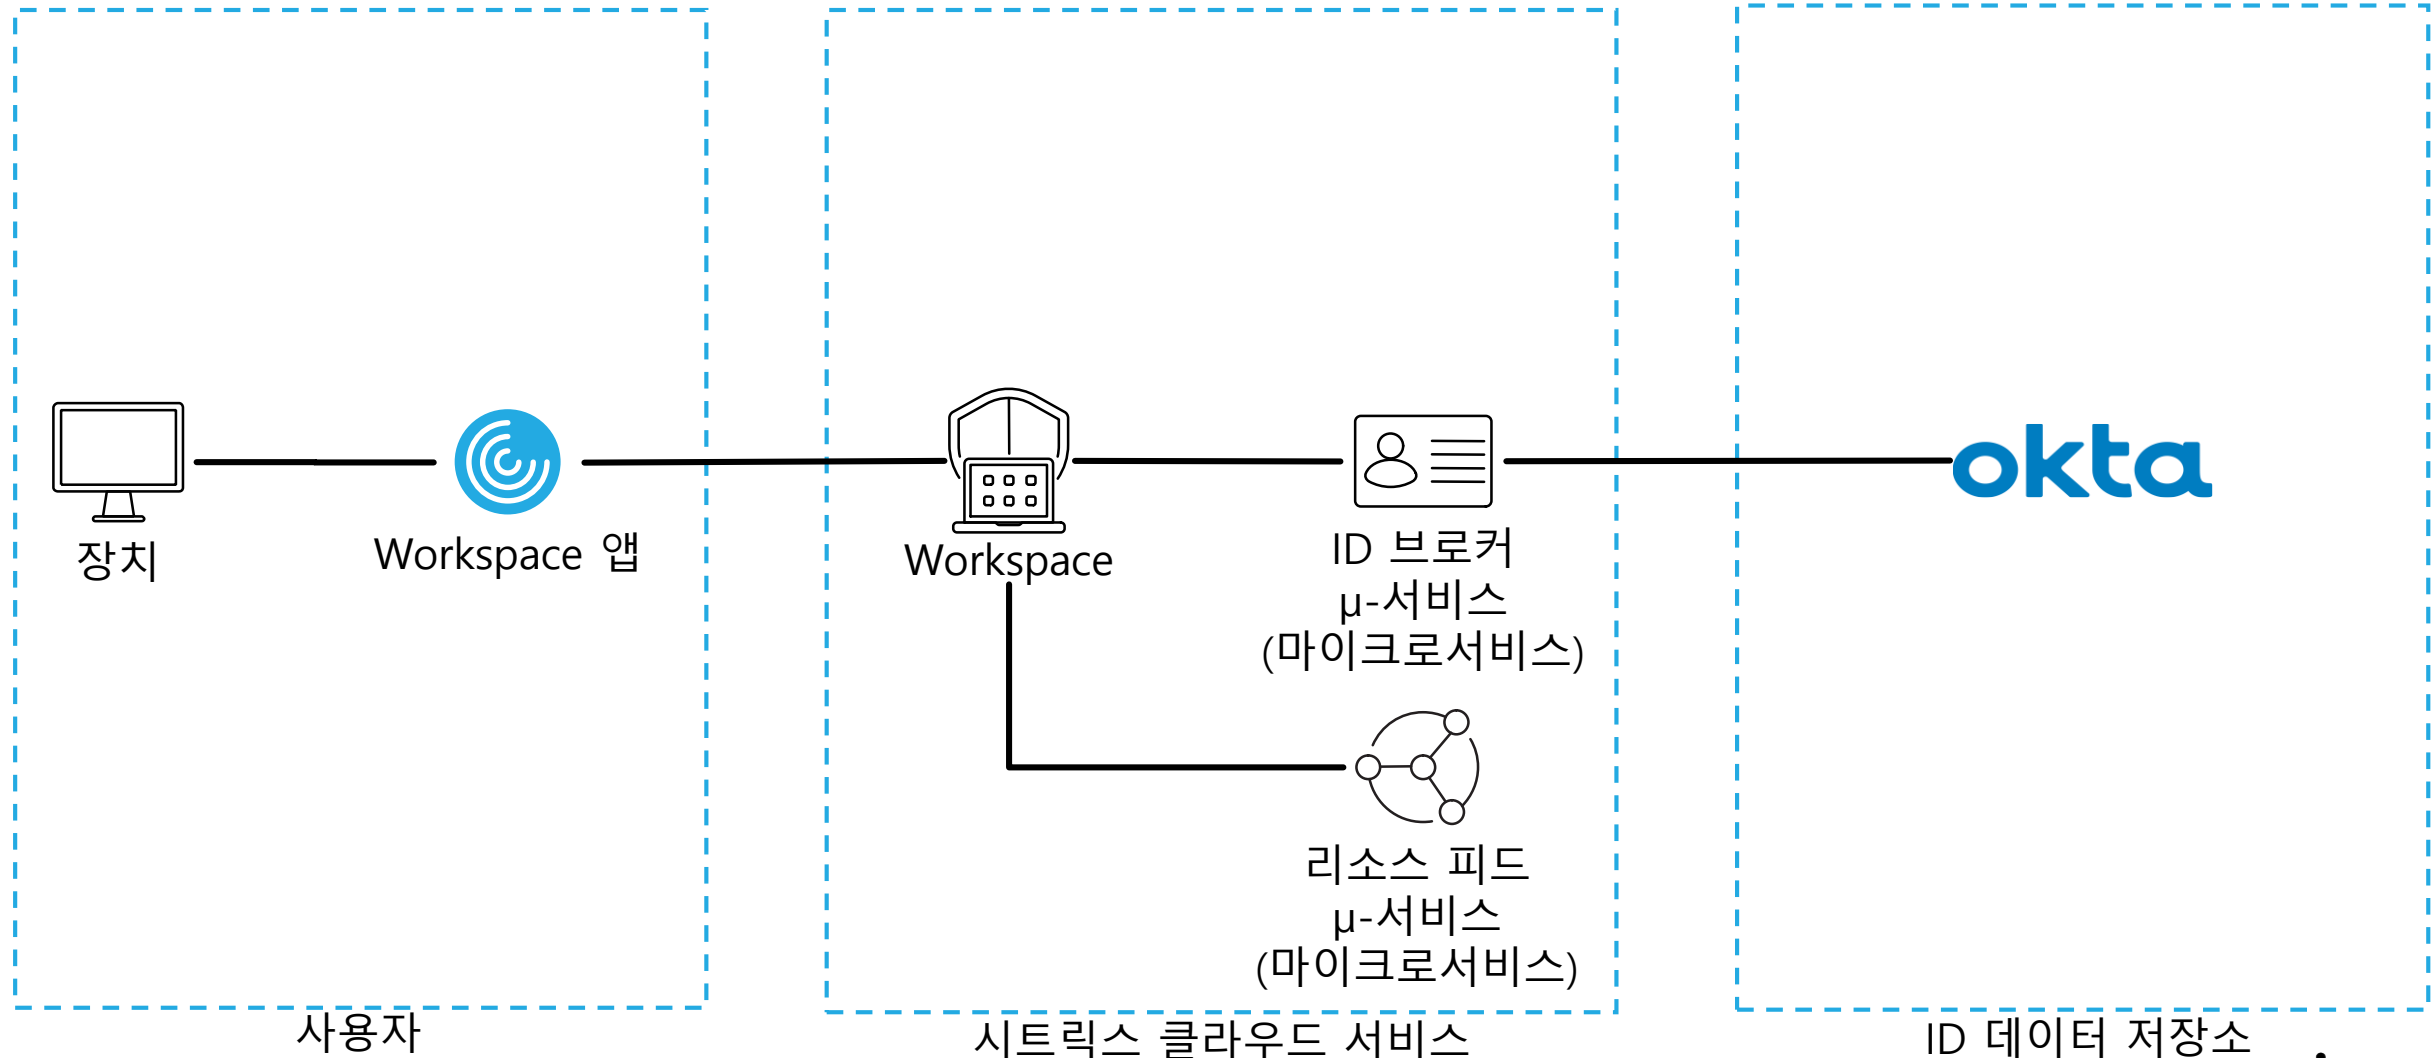 okta
장치
Workspace 앱
Workspace
ID 브로커
μ-서비스
(마이크로서비스)
리소스 피드
μ-서비스
(마이크로서비스)
사용자
시트릭스 클라우드 서비스
ID 데이터 저장소